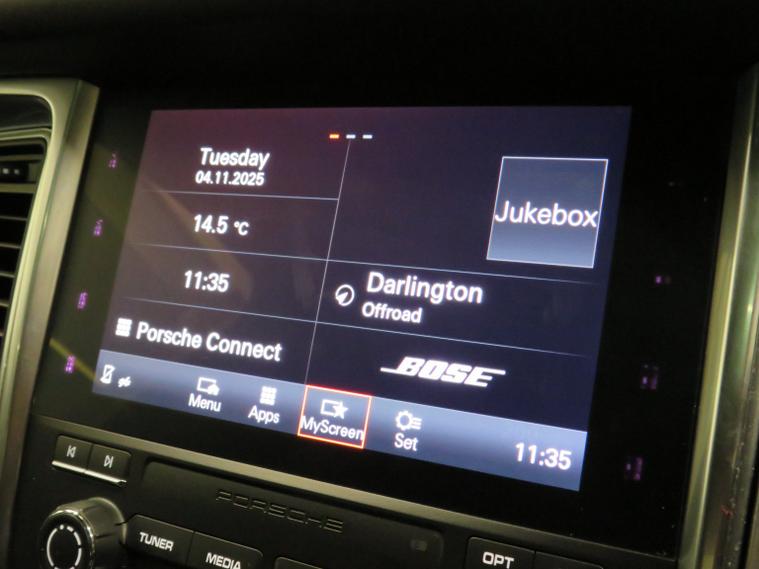 Tuesday
04.11.2025
14.5 °C
11:35
Porsche Connect
Jukebox
Darlington
Offroad
BOSE
Menu
Apps
MyScreen
Set
11:35
PORSCHE
TUNER
MEDIA
OPT